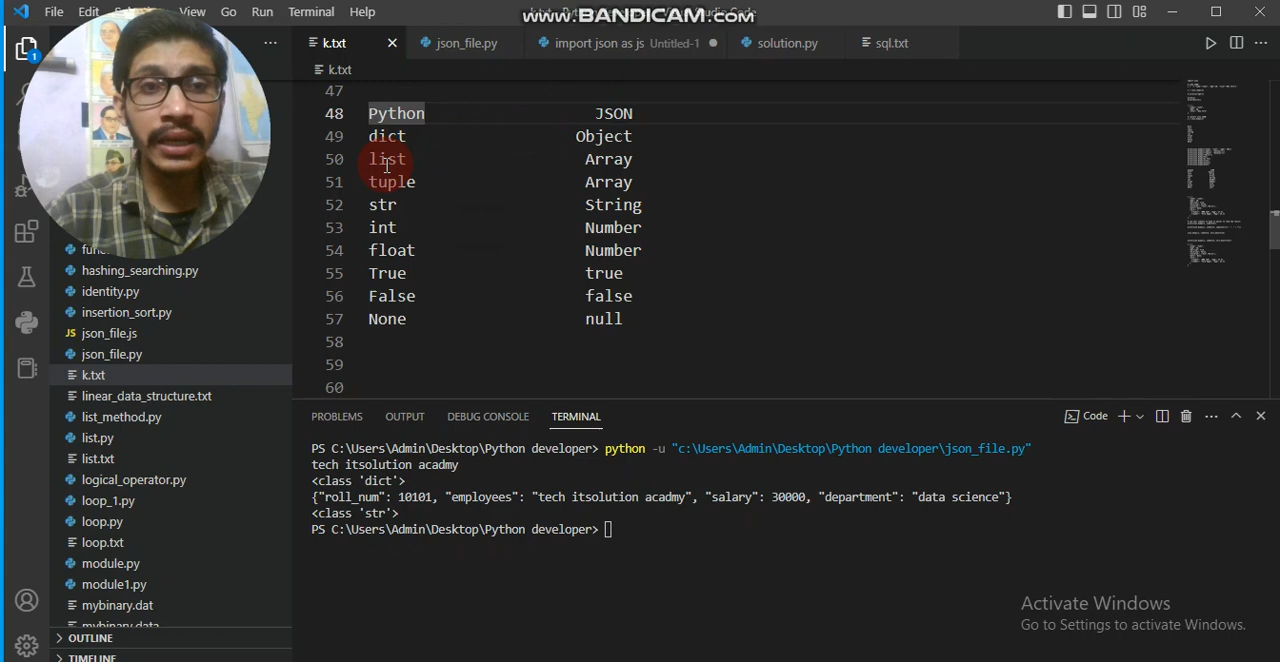 File Edit View Go Run Terminal Help
www.BANDICAM.com
k.txt json_file.py import json as js Untitled-1 solution.py sql.txt
k.txt
47
48 Python JSON
49 dict Object
50 list Array
51 tuple Array
52 str String
53 int Number
54 float Number
55 True true
56 False false
57 None null
58
59
60
1
hashing_searching.py
identity.py
insertion_sort.py
JS json_file.js
json_file.py
k.txt
linear_data_structure.txt
list_method.py
list.py
list.txt
logical_operator.py
loop_1.py
loop.py
loop.txt
module.py
module1.py
mybinary.dat
mybinary.data
OUTLINE
TIMELINE
PROBLEMS OUTPUT DEBUG CONSOLE TERMINAL
Code
PS C:\Users\Admin\Desktop\Python developer> python -u "c:\Users\Admin\Desktop\Python developer\json_file.py"
tech itsolution acadmy
<class 'dict'>
{"roll_num": 10101, "employees": "tech itsolution acadmy", "salary": 30000, "department": "data science"}
<class 'str'>
PS C:\Users\Admin\Desktop\Python developer>
Activate Windows
Go to Settings to activate Windows.